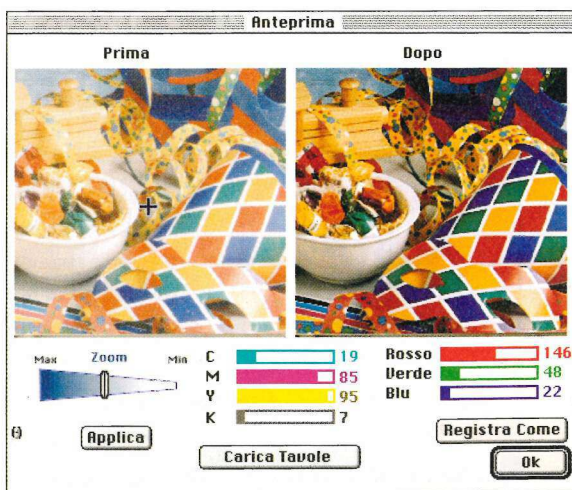 Anteprima
Prima Dopo
Max Zoom Min
C 19
M 85
Y 95
K 7
Rosso 146
Verde 48
Blu 22
Applica
Carica Tavole
Registra Come
Ok